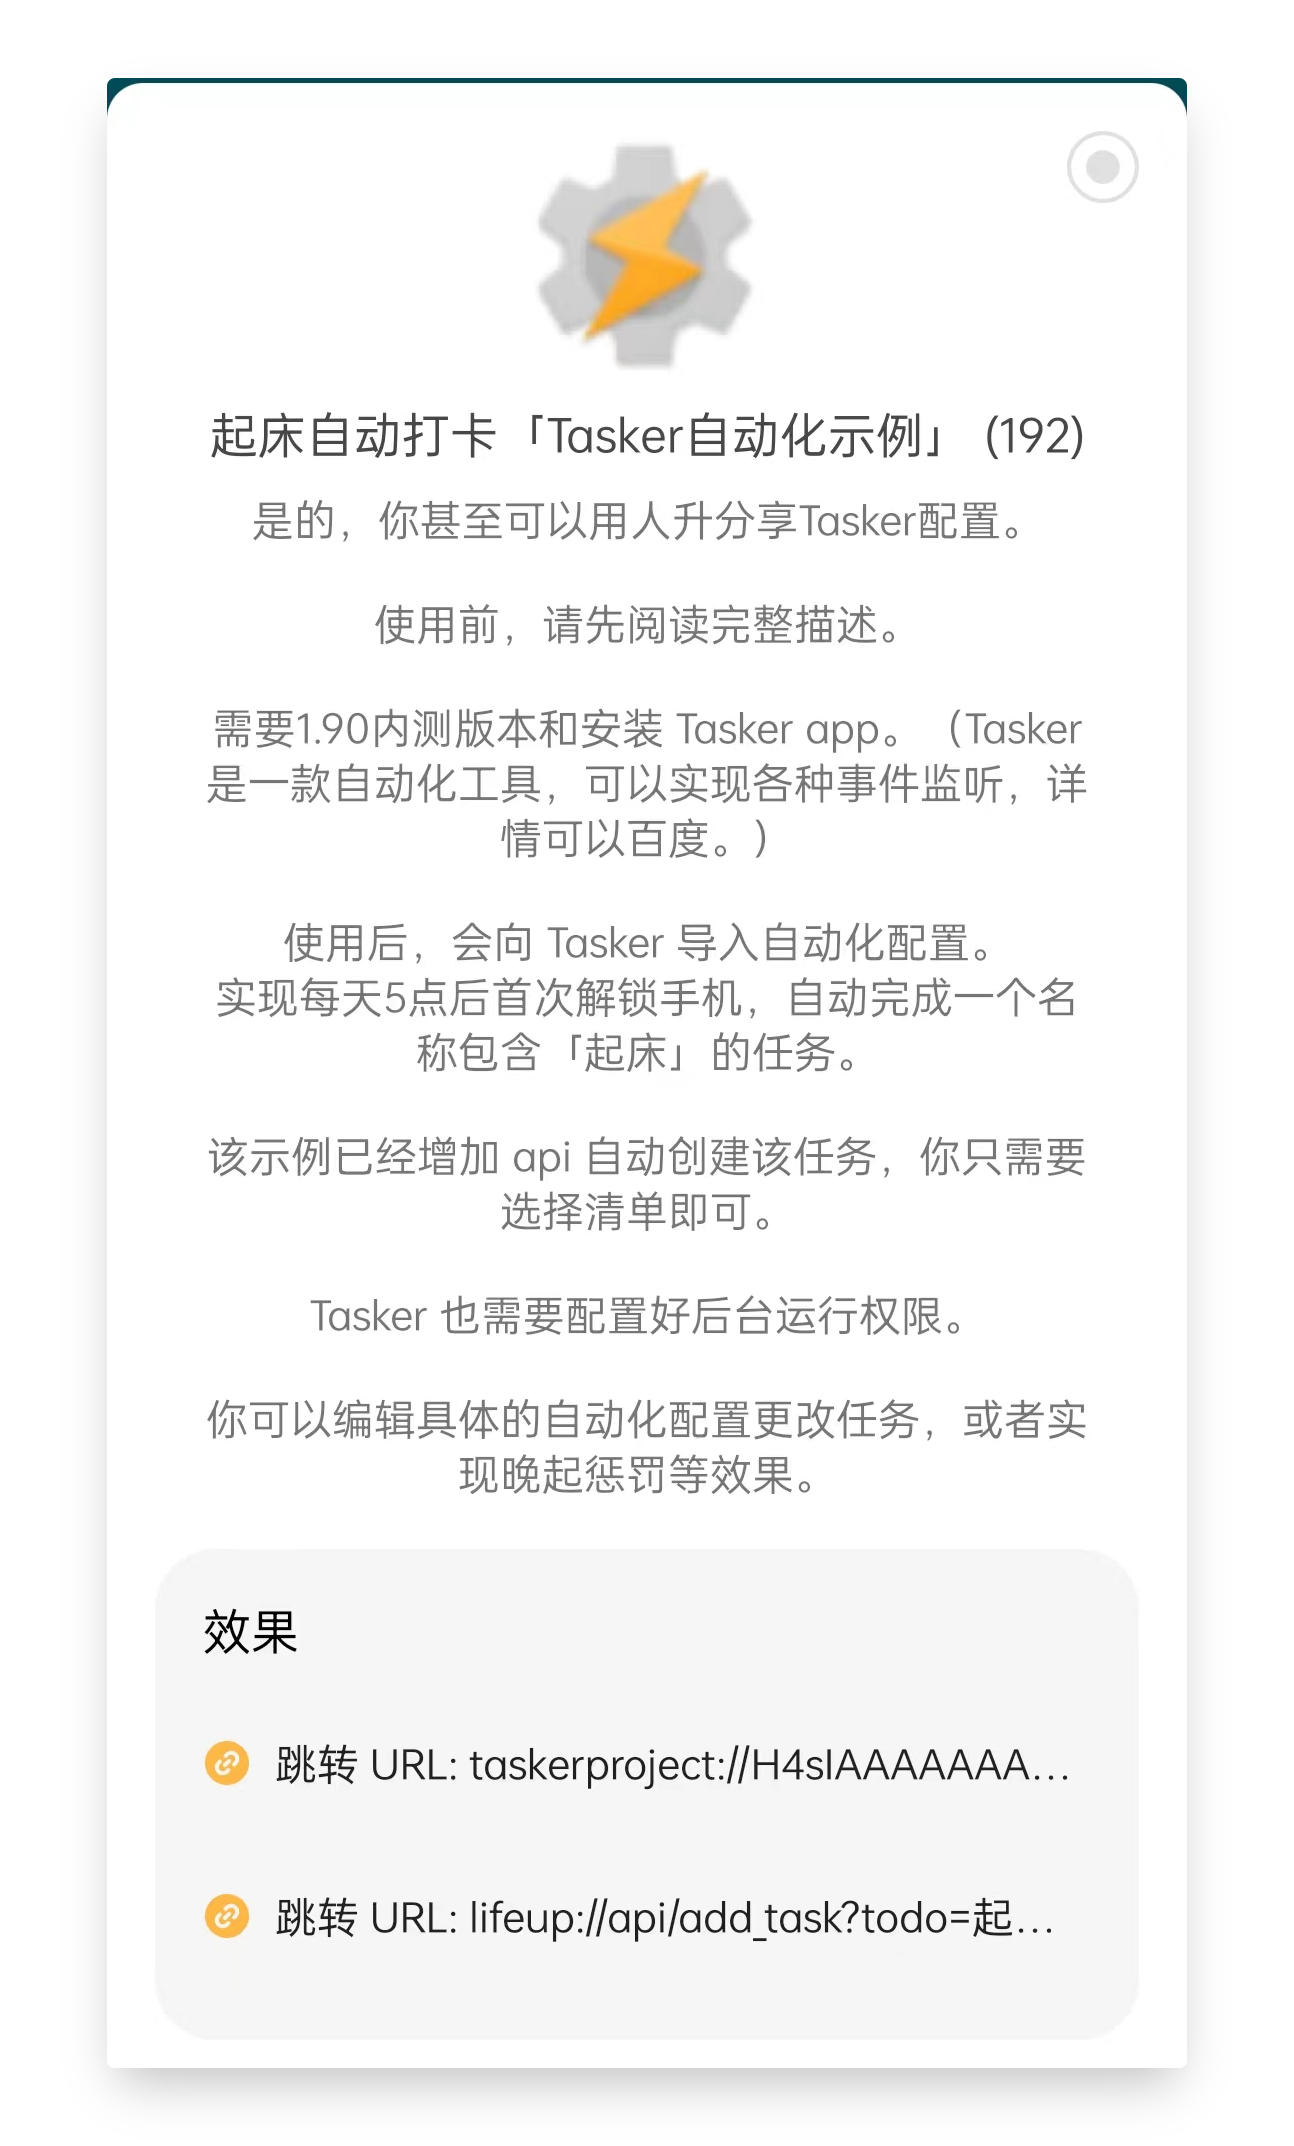 起床自动打卡「Tasker自动化示例」 (192)
是的，你甚至可以用人升分享Tasker配置。
使用前，请先阅读完整描述。
需要1.90内测版本和安装 Tasker app。（Tasker
是一款自动化工具，可以实现各种事件监听，详
情可以百度。）
使用后，会向 Tasker 导入自动化配置。
实现每天5点后首次解锁手机，自动完成一个名
称包含「起床」的任务。
该示例已经增加 api 自动创建该任务，你只需要
选择清单即可。
Tasker 也需要配置好后台运行权限。
你可以编辑具体的自动化配置更改任务，或者实
现晚起惩罚等效果。
效果
跳转 URL: taskerproject://H4sIAAAAAAA...
跳转 URL: lifeup://api/add_task?todo=起...